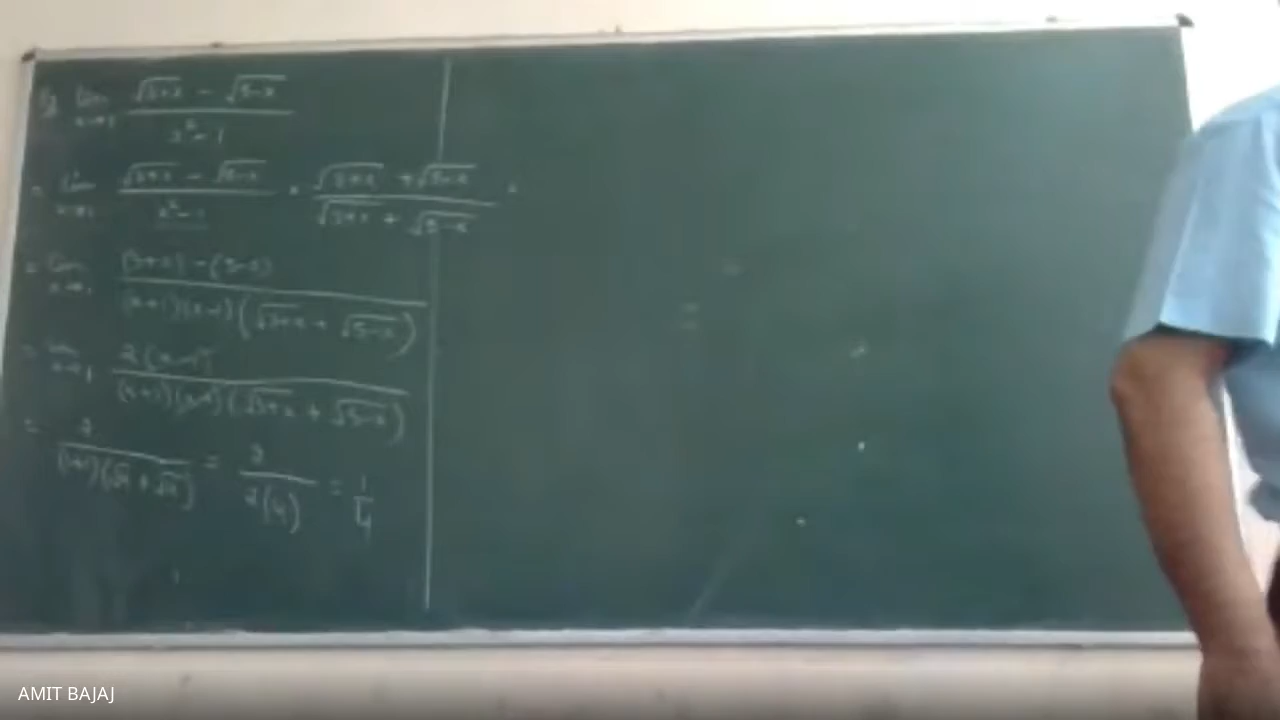 Q lim x→1 (√(3+x) − √(5−x)) / (x² − 1)
= lim x→1 (√(3+x) − √(5−x)) / (x² − 1) × (√(3+x) + √(5−x)) / (√(3+x) + √(5−x))
= lim x→1 ((3+x) − (5−x)) / ((x+1)(x−1)(√(3+x) + √(5−x)))
= lim x→1 2(x−1) / ((x+1)(x−1)(√(3+x) + √(5−x)))
= 2 / ((1+1)(√4 + √4)) = 2 / (2(4)) = 1/4
AMIT BAJAJ